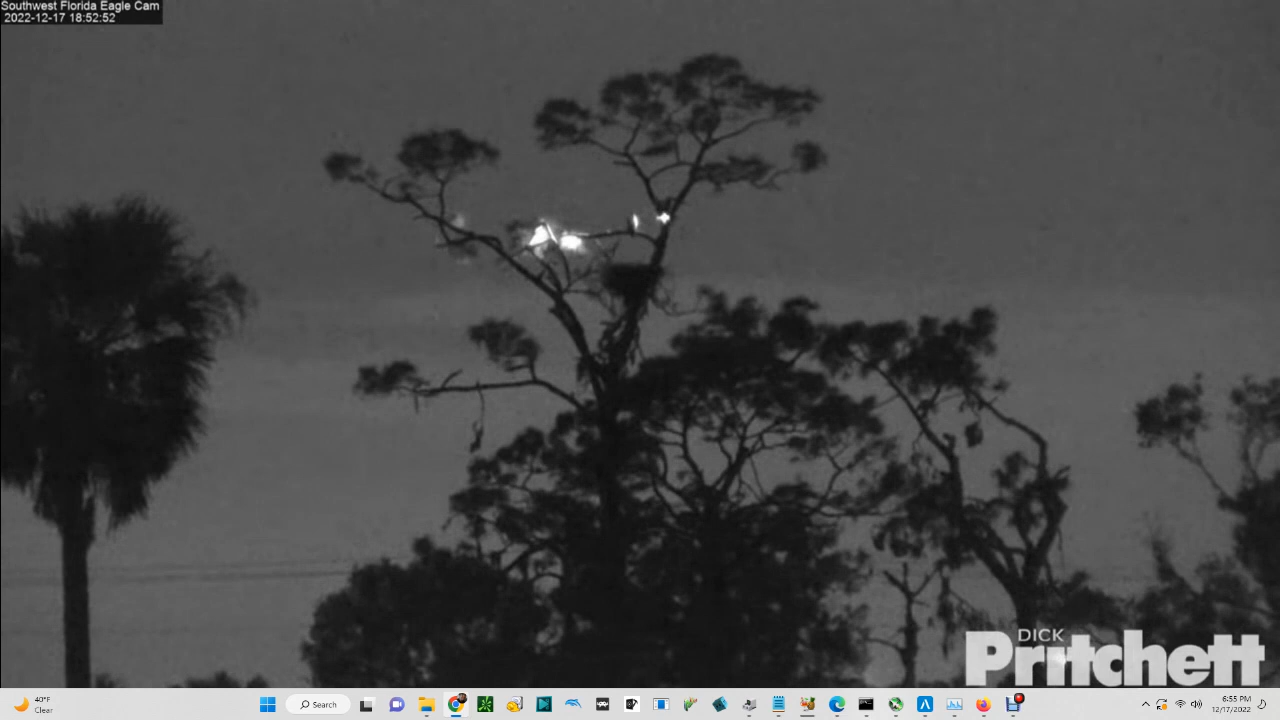 Southwest Florida Eagle Cam
2022-12-17 18:52:52
DICK
Pritchett
40°F
Clear
Search
6:55 PM
12/17/2022